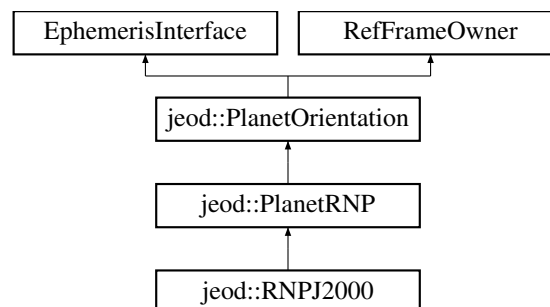 EphemerisInterface
RefFrameOwner
jeod::PlanetOrientation
jeod::PlanetRNP
jeod::RNPJ2000